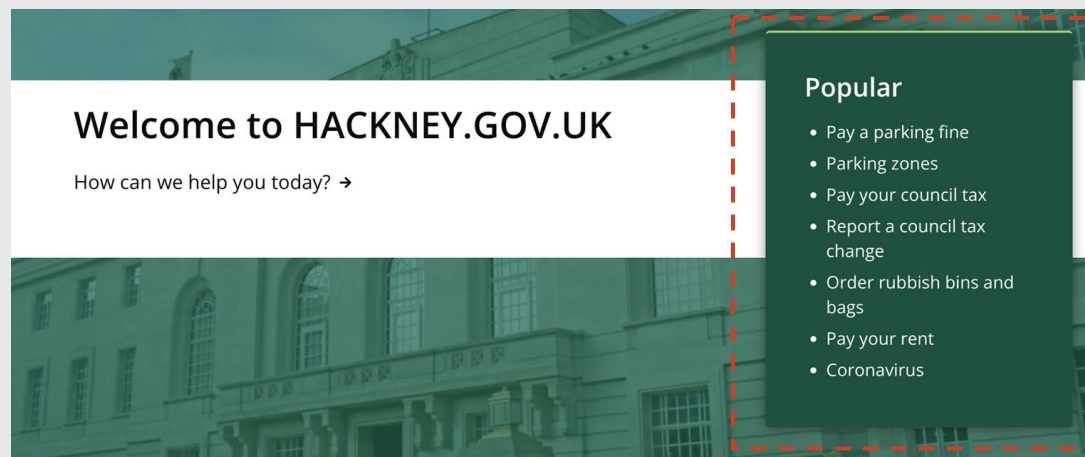 Welcome to HACKNEY.GOV.UK
How can we help you today? →
Popular
• Pay a parking fine
• Parking zones
• Pay your council tax
• Report a council tax
change
• Order rubbish bins and
bags
• Pay your rent
• Coronavirus